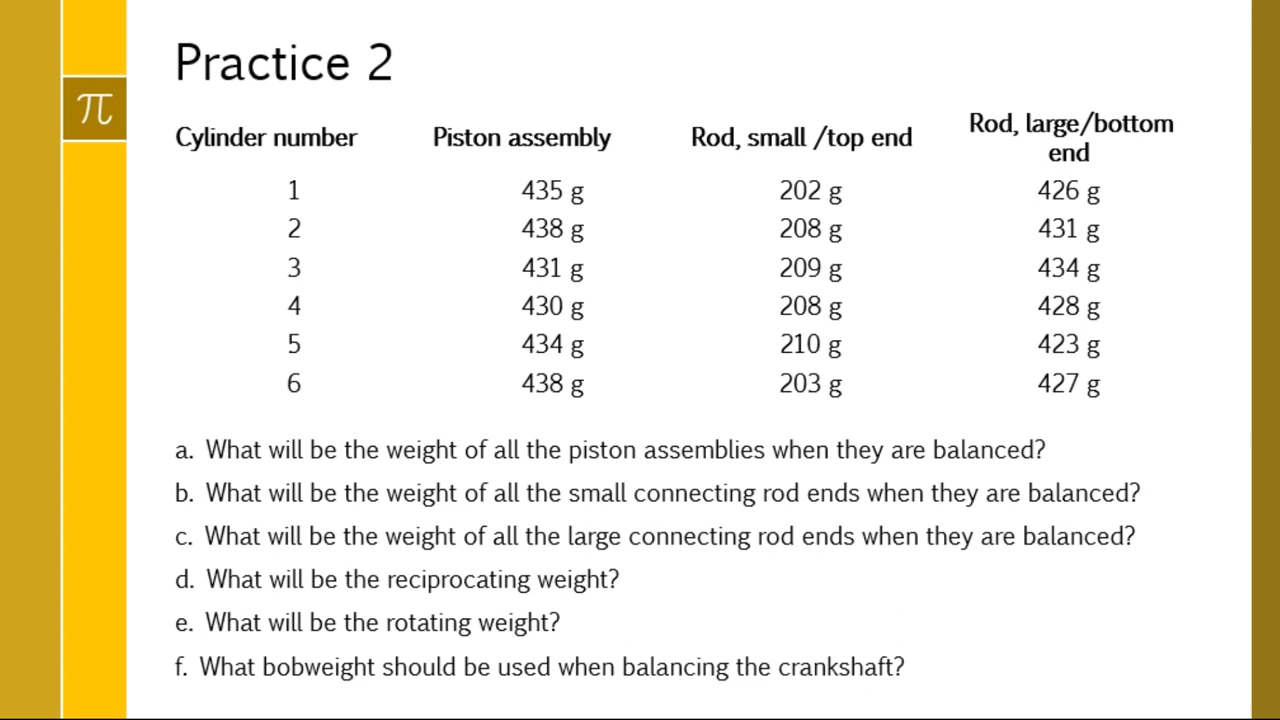 Practice 2
π
Cylinder number Piston assembly Rod, small /top end Rod, large/bottom end
1 435 g 202 g 426 g
2 438 g 208 g 431 g
3 431 g 209 g 434 g
4 430 g 208 g 428 g
5 434 g 210 g 423 g
6 438 g 203 g 427 g
a. What will be the weight of all the piston assemblies when they are balanced?
b. What will be the weight of all the small connecting rod ends when they are balanced?
c. What will be the weight of all the large connecting rod ends when they are balanced?
d. What will be the reciprocating weight?
e. What will be the rotating weight?
f. What bobweight should be used when balancing the crankshaft?